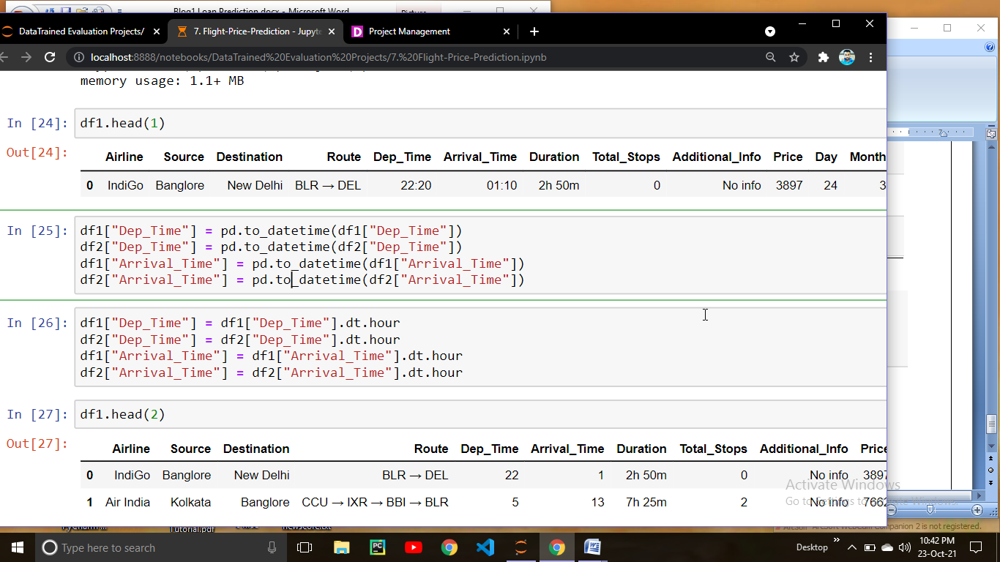 Blog1 Loan Prediction.docx - Microsoft Word
Picture
DataTrained Evaluation Projects/
7. Flight-Price-Prediction - Jupyte
Project Management
localhost:8888/notebooks/DataTrained%20Evaluation%20Projects/7.%20Flight-Price-Prediction.ipynb
memory usage: 1.1+ MB
In [24]: df1.head(1)
Out[24]:
Airline Source Destination Route Dep_Time Arrival_Time Duration Total_Stops Additional_Info Price Day Month
0 IndiGo Banglore New Delhi BLR → DEL 22:20 01:10 2h 50m 0 No info 3897 24 3
In [25]: df1["Dep_Time"] = pd.to_datetime(df1["Dep_Time"])
df2["Dep_Time"] = pd.to_datetime(df2["Dep_Time"])
df1["Arrival_Time"] = pd.to_datetime(df1["Arrival_Time"])
df2["Arrival_Time"] = pd.to_datetime(df2["Arrival_Time"])
In [26]: df1["Dep_Time"] = df1["Dep_Time"].dt.hour
df2["Dep_Time"] = df2["Dep_Time"].dt.hour
df1["Arrival_Time"] = df1["Arrival_Time"].dt.hour
df2["Arrival_Time"] = df2["Arrival_Time"].dt.hour
In [27]: df1.head(2)
Out[27]:
Airline Source Destination Route Dep_Time Arrival_Time Duration Total_Stops Additional_Info Price
0 IndiGo Banglore New Delhi BLR → DEL 22 1 2h 50m 0 No info 3897
1 Air India Kolkata Banglore CCU → IXR → BBI → BLR 5 13 7h 25m 2 No info 7662
7
Activate Windows
Go to Settings to activate Windows.
Tutorial.pdf
ArcSoft Webcam Companion 2 is not registered.
Type here to search
Desktop
10:42 PM
23-Oct-21